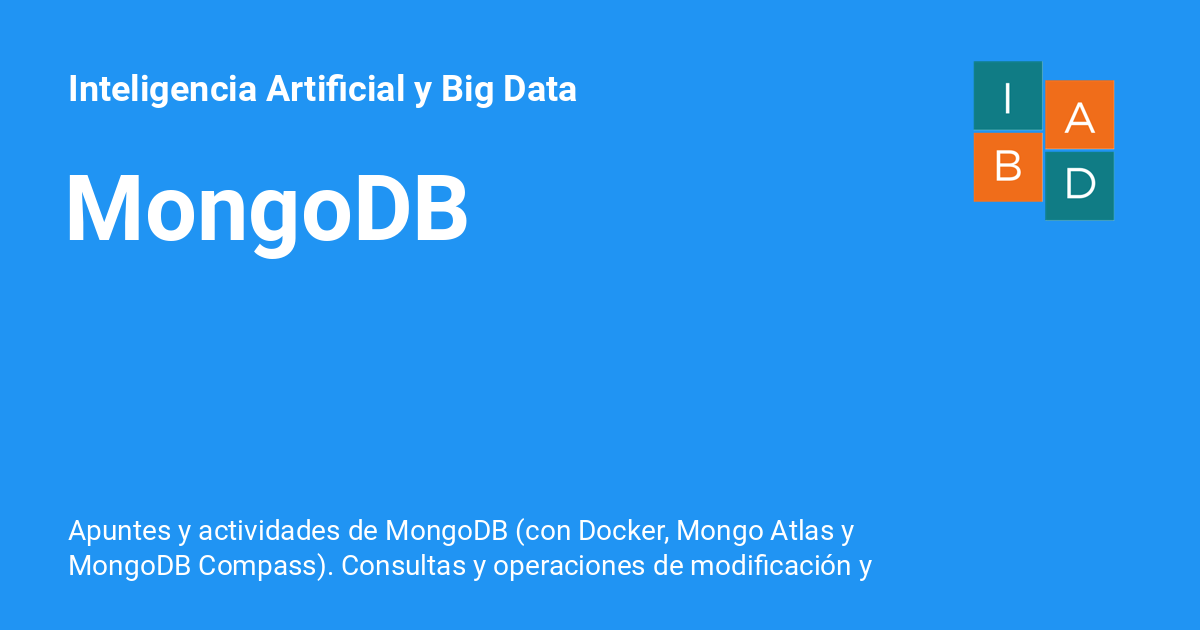 Inteligencia Artificial y Big Data
I
A
B
D
MongoDB
Apuntes y actividades de MongoDB (con Docker, Mongo Atlas y
MongoDB Compass). Consultas y operaciones de modificación y